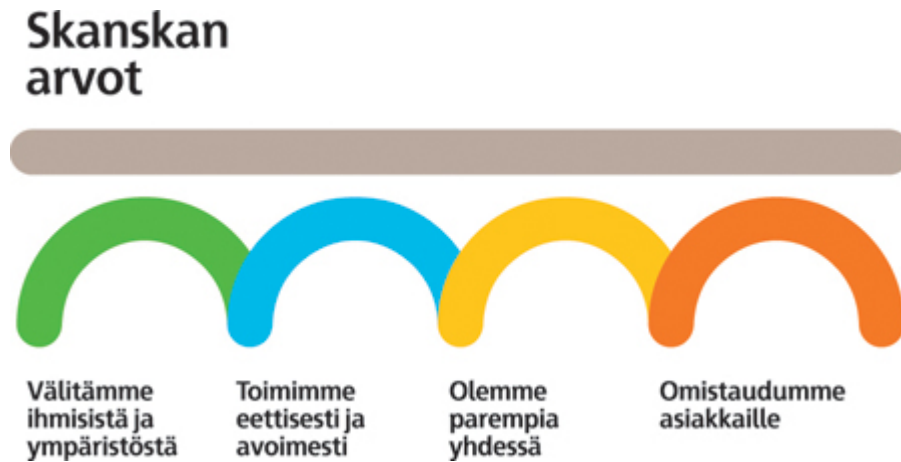 Skanskan
arvot
Välitämme
ihmisistä ja
ympäristöstä
Toimimme
eettisesti ja
avoimesti
Olemme
parempia
yhdessä
Omistaudumme
asiakkaille